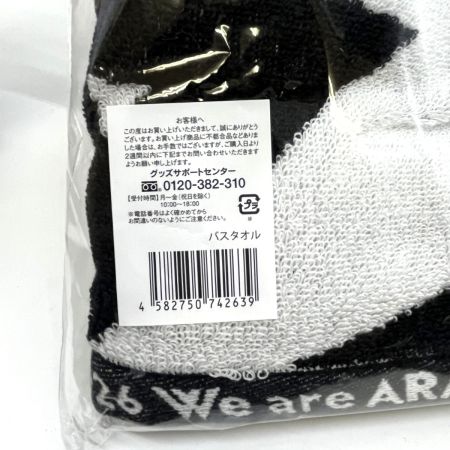 お客様へ
この度はお買い上げいただきまして、誠にありがとう
ございます。お買い上げ商品に不都合品などありま
した場合は、お手数ではございますが、ご購入日より
2週間以内に下記までお問い合わせいただけます
ようお願い申し上げます。
グッズサポートセンター
0120-382-310
【受付時間】月～金(祝日を除く)
10:00～18:00
※電話番号はよく確かめてから
お間違いのないようにご注意ください。
プラ
バスタオル
4 582750 742639
26 We are ARA